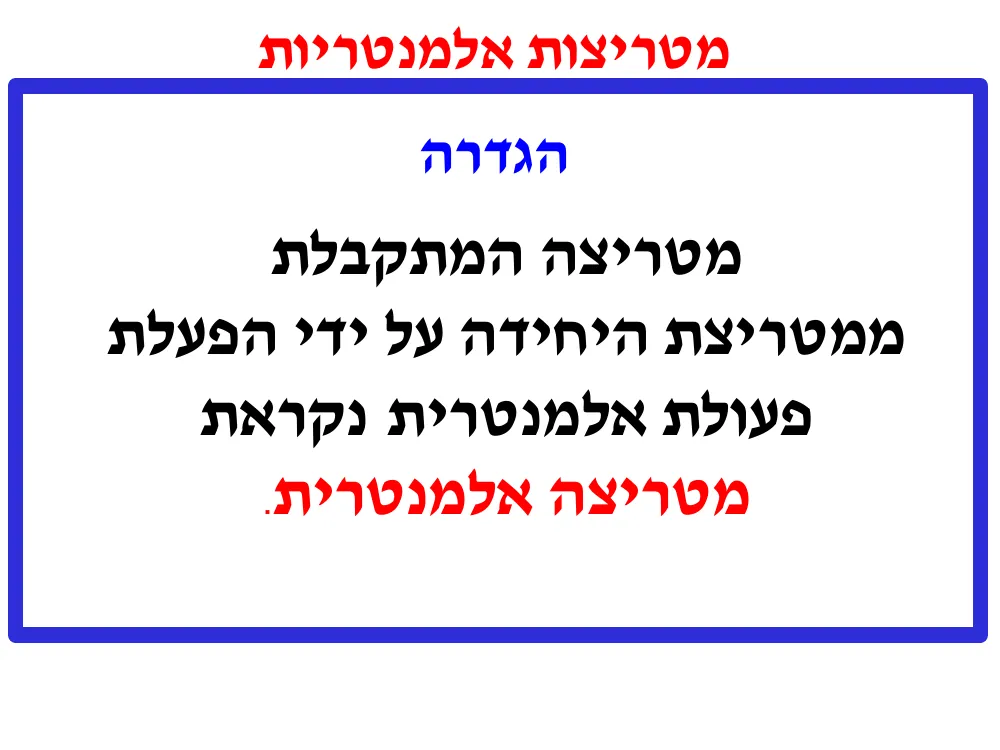 מטריצות אלמנטריות
הגדרה
מטריצה המתקבלת
ממטריצת היחידה על ידי הפעלת
פעולת אלמנטרית נקראת
מטריצה אלמנטרית.